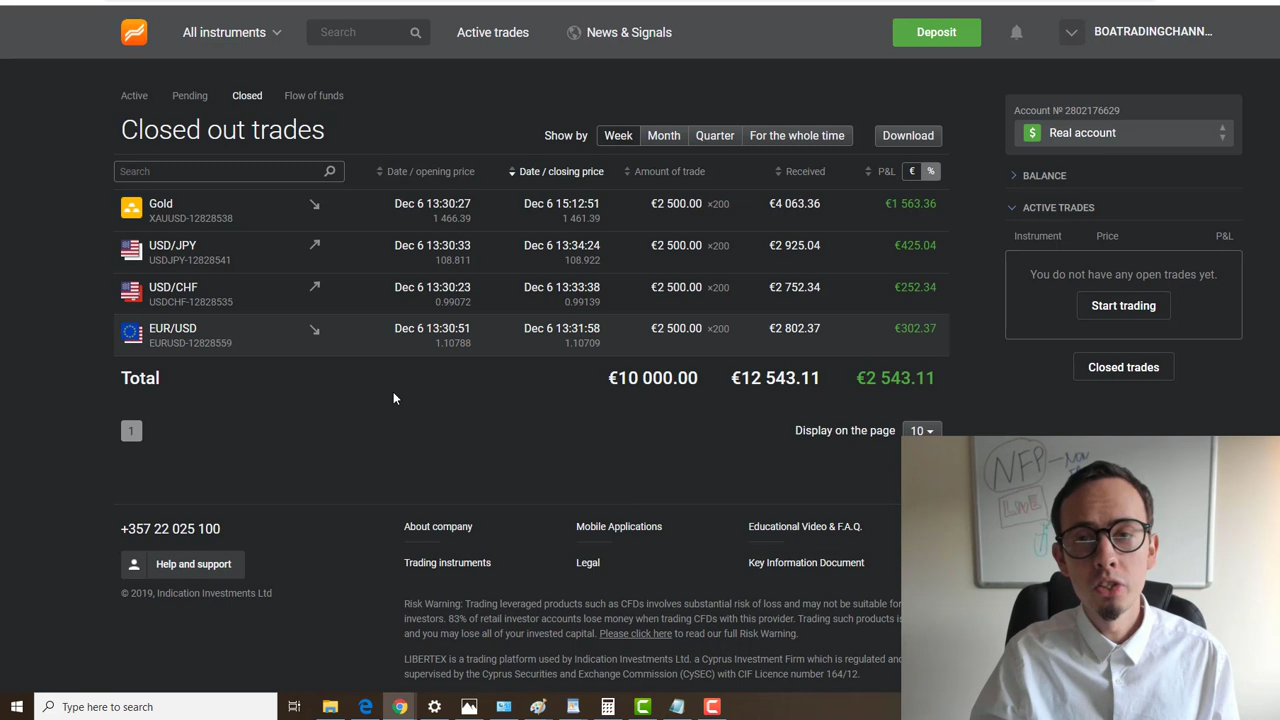 All instruments
Search
Active trades
News & Signals
Deposit
BOATRADINGCHANN...
Active
Pending
Closed
Flow of funds
Closed out trades
Show by
Week
Month
Quarter
For the whole time
Download
Search
Date / opening price
Date / closing price
Amount of trade
Received
P&L
€
%
Gold
XAUUSD-12828538
Dec 6 13:30:27
1 466.39
Dec 6 15:12:51
1 461.39
€2 500.00 ×200
€4 063.36
€1 563.36
USD/JPY
USDJPY-12828541
Dec 6 13:30:33
108.811
Dec 6 13:34:24
108.922
€2 500.00 ×200
€2 925.04
€425.04
USD/CHF
USDCHF-12828535
Dec 6 13:30:23
0.99072
Dec 6 13:33:38
0.99139
€2 500.00 ×200
€2 752.34
€252.34
EUR/USD
EURUSD-12828559
Dec 6 13:30:51
1.10788
Dec 6 13:31:58
1.10709
€2 500.00 ×200
€2 802.37
€302.37
Total
€10 000.00
€12 543.11
€2 543.11
1
Display on the page
10
Account № 2802176629
$ Real account
BALANCE
ACTIVE TRADES
Instrument
Price
P&L
You do not have any open trades yet.
Start trading
Closed trades
+357 22 025 100
Help and support
© 2019, Indication Investments Ltd
About company
Mobile Applications
Educational Video & F.A.Q.
Trading instruments
Legal
Key Information Document
Risk Warning: Trading leveraged products such as CFDs involves substantial risk of loss and may not be suitable for
investors. 83% of retail investor accounts lose money when trading CFDs with this provider. Trading such products is
and you may lose all of your invested capital. Please click here to read our full Risk Warning.
LIBERTEX is a trading platform used by Indication Investments Ltd. a Cyprus Investment Firm which is regulated and
supervised by the Cyprus Securities and Exchange Commission (CySEC) with CIF Licence number 164/12.
NFP
LIVE
Type here to search